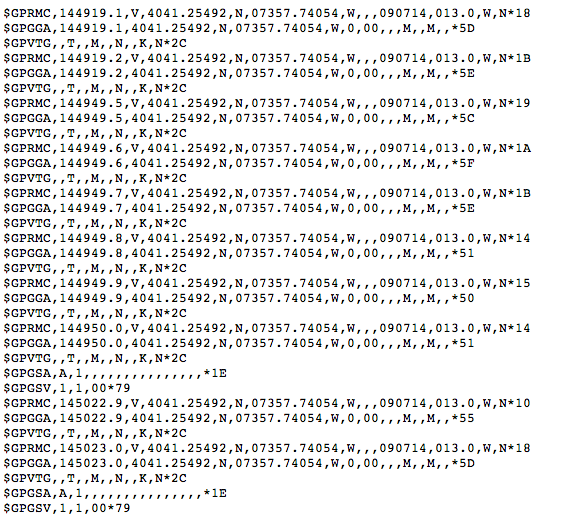 $GPRMC,144919.1,V,4041.25492,N,07357.74054,W,,,090714,013.0,W,N*18
$GPGGA,144919.1,4041.25492,N,07357.74054,W,0,00,,,M,,M,,*5D
$GPVTG,,T,,M,,N,,K,N*2C
$GPRMC,144919.2,V,4041.25492,N,07357.74054,W,,,090714,013.0,W,N*1B
$GPGGA,144919.2,4041.25492,N,07357.74054,W,0,00,,,M,,M,,*5E
$GPVTG,,T,,M,,N,,K,N*2C
$GPRMC,144949.5,V,4041.25492,N,07357.74054,W,,,090714,013.0,W,N*19
$GPGGA,144949.5,4041.25492,N,07357.74054,W,0,00,,,M,,M,,*5C
$GPVTG,,T,,M,,N,,K,N*2C
$GPRMC,144949.6,V,4041.25492,N,07357.74054,W,,,090714,013.0,W,N*1A
$GPGGA,144949.6,4041.25492,N,07357.74054,W,0,00,,,M,,M,,*5F
$GPVTG,,T,,M,,N,,K,N*2C
$GPRMC,144949.7,V,4041.25492,N,07357.74054,W,,,090714,013.0,W,N*1B
$GPGGA,144949.7,4041.25492,N,07357.74054,W,0,00,,,M,,M,,*5E
$GPVTG,,T,,M,,N,,K,N*2C
$GPRMC,144949.8,V,4041.25492,N,07357.74054,W,,,090714,013.0,W,N*14
$GPGGA,144949.8,4041.25492,N,07357.74054,W,0,00,,,M,,M,,*51
$GPVTG,,T,,M,,N,,K,N*2C
$GPRMC,144949.9,V,4041.25492,N,07357.74054,W,,,090714,013.0,W,N*15
$GPGGA,144949.9,4041.25492,N,07357.74054,W,0,00,,,M,,M,,*50
$GPVTG,,T,,M,,N,,K,N*2C
$GPRMC,144950.0,V,4041.25492,N,07357.74054,W,,,090714,013.0,W,N*14
$GPGGA,144950.0,4041.25492,N,07357.74054,W,0,00,,,M,,M,,*51
$GPVTG,,T,,M,,N,,K,N*2C
$GPGSA,A,1,,,,,,,,,,,,,,,*1E
$GPGSV,1,1,00*79
$GPRMC,145022.9,V,4041.25492,N,07357.74054,W,,,090714,013.0,W,N*10
$GPGGA,145022.9,4041.25492,N,07357.74054,W,0,00,,,M,,M,,*55
$GPVTG,,T,,M,,N,,K,N*2C
$GPRMC,145023.0,V,4041.25492,N,07357.74054,W,,,090714,013.0,W,N*18
$GPGGA,145023.0,4041.25492,N,07357.74054,W,0,00,,,M,,M,,*5D
$GPVTG,,T,,M,,N,,K,N*2C
$GPGSA,A,1,,,,,,,,,,,,,,,*1E
$GPGSV,1,1,00*79